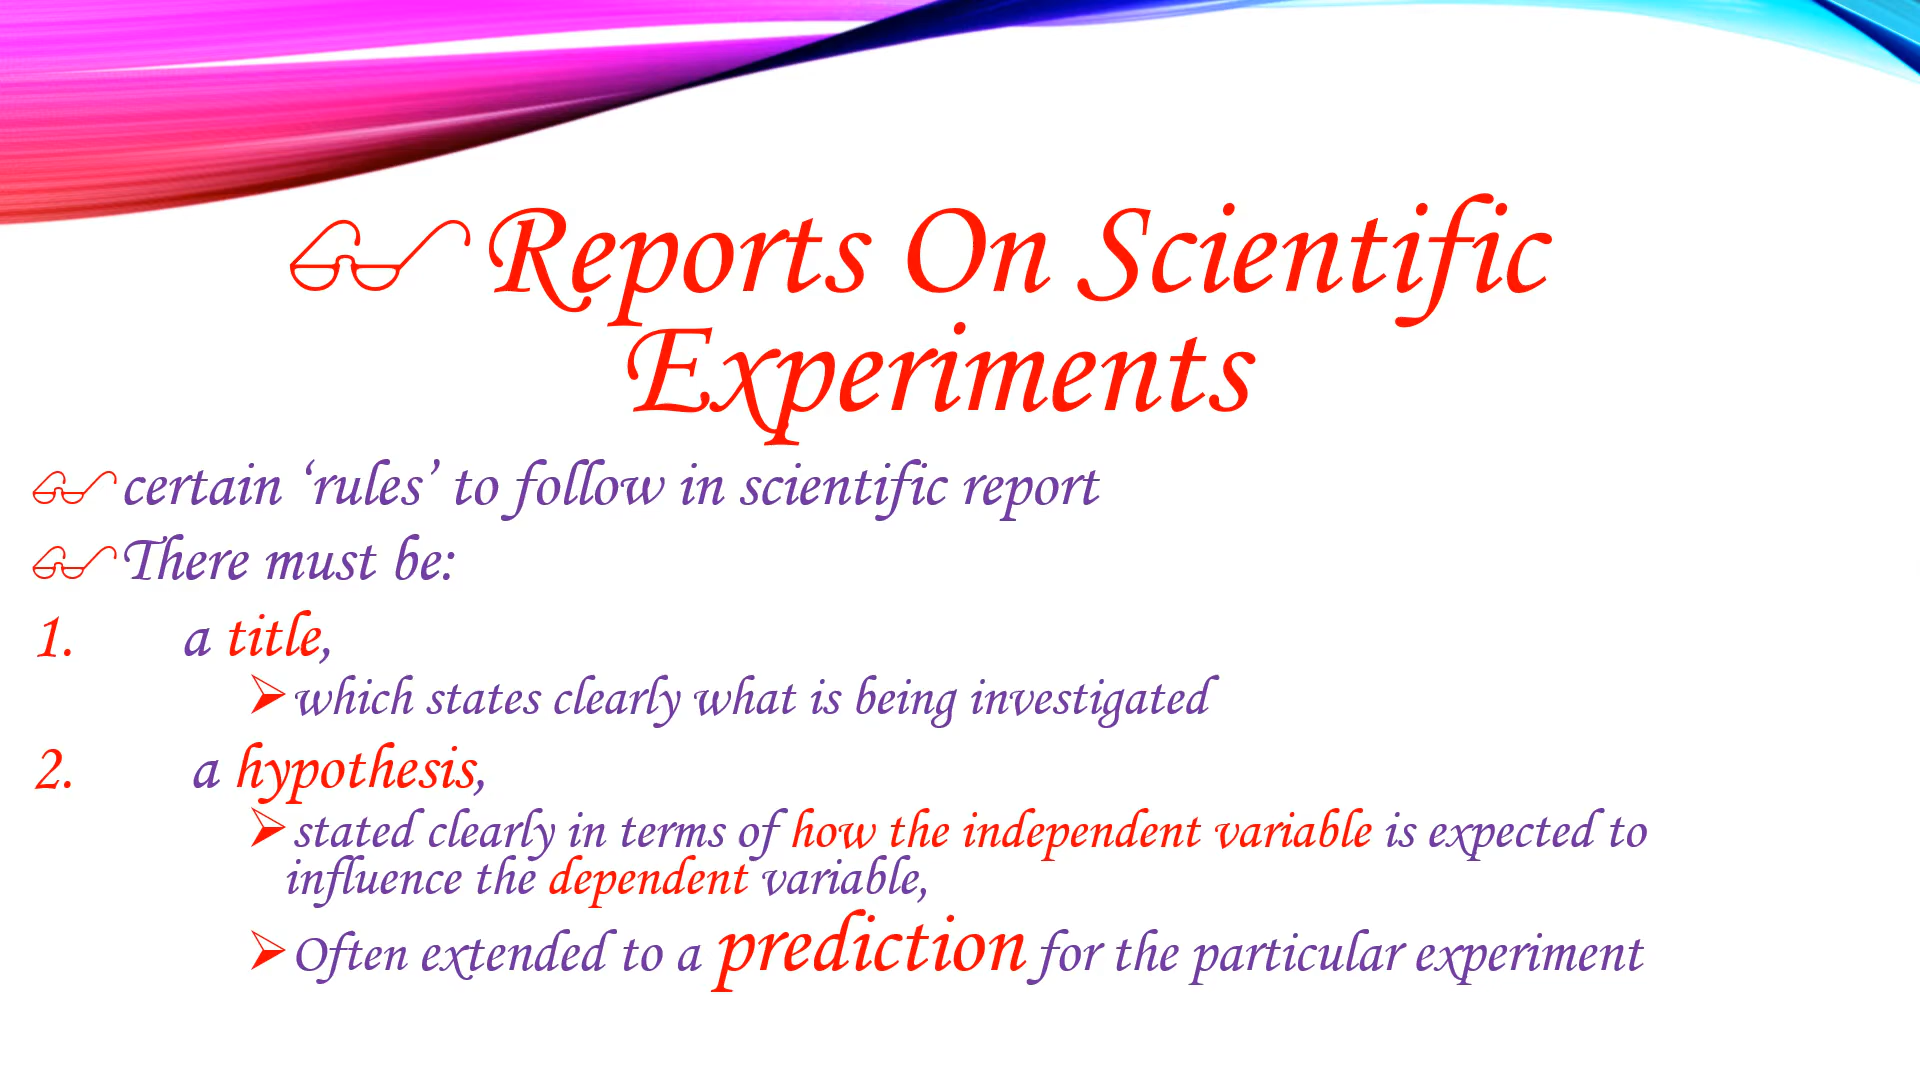 Reports On Scientific
Experiments
certain ‘rules’ to follow in scientific report
There must be:
1. a title,
which states clearly what is being investigated
2. a hypothesis,
stated clearly in terms of how the independent variable is expected to
influence the dependent variable,
Often extended to a prediction for the particular experiment